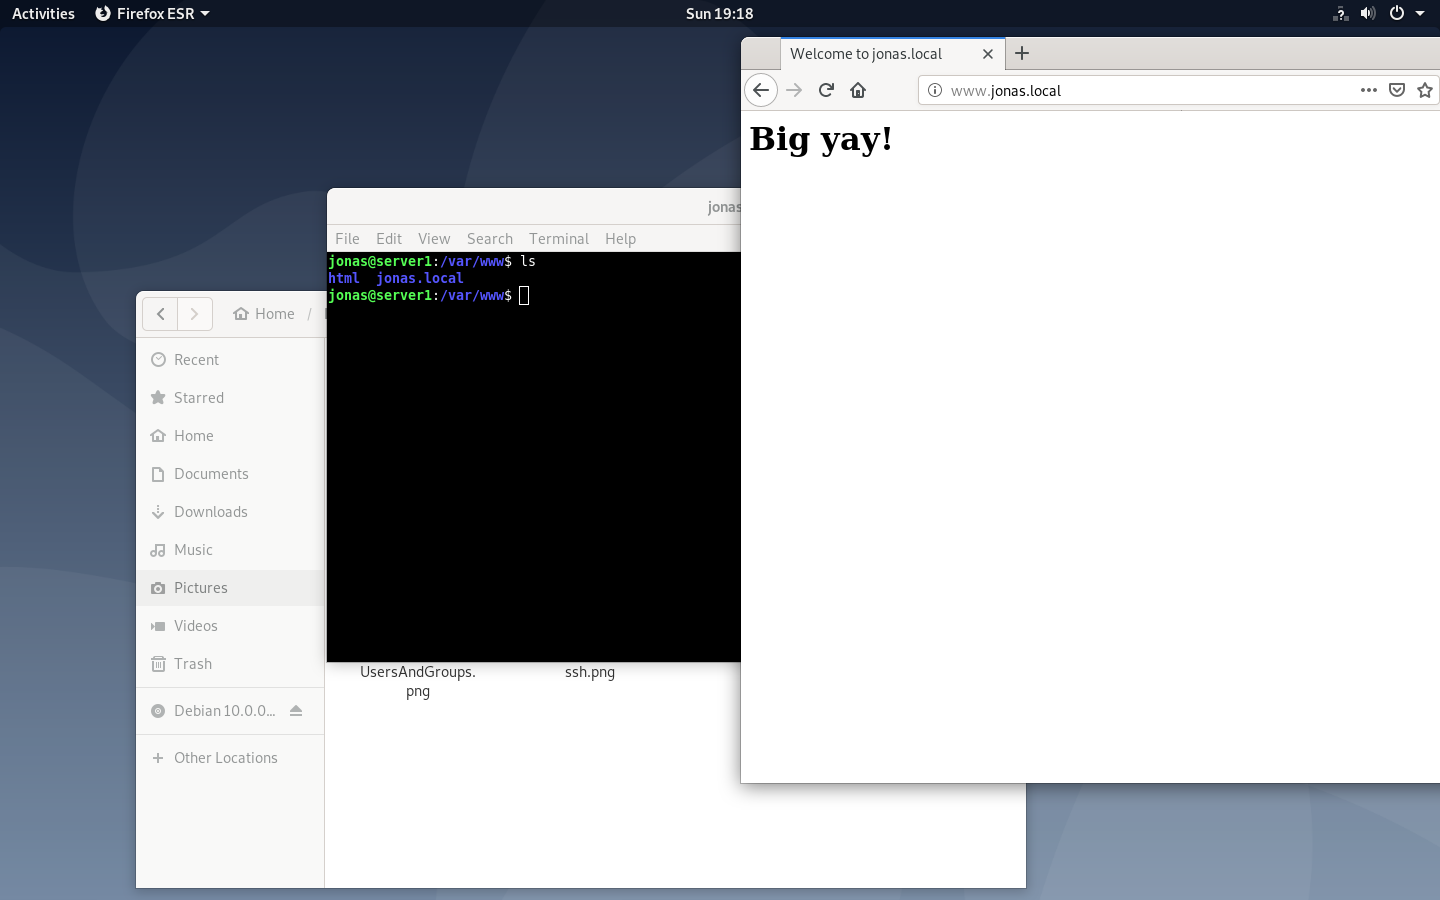 Activities
Firefox ESR
Sun 19:18
Welcome to jonas.local
www.jonas.local
Big yay!
jonas
File Edit View Search Terminal Help
jonas@server1:/var/www$ ls
html jonas.local
jonas@server1:/var/www$
Home /
Recent
Starred
Home
Documents
Downloads
Music
Pictures
Videos
Trash
Debian 10.0.0...
Other Locations
UsersAndGroups.
png
ssh.png